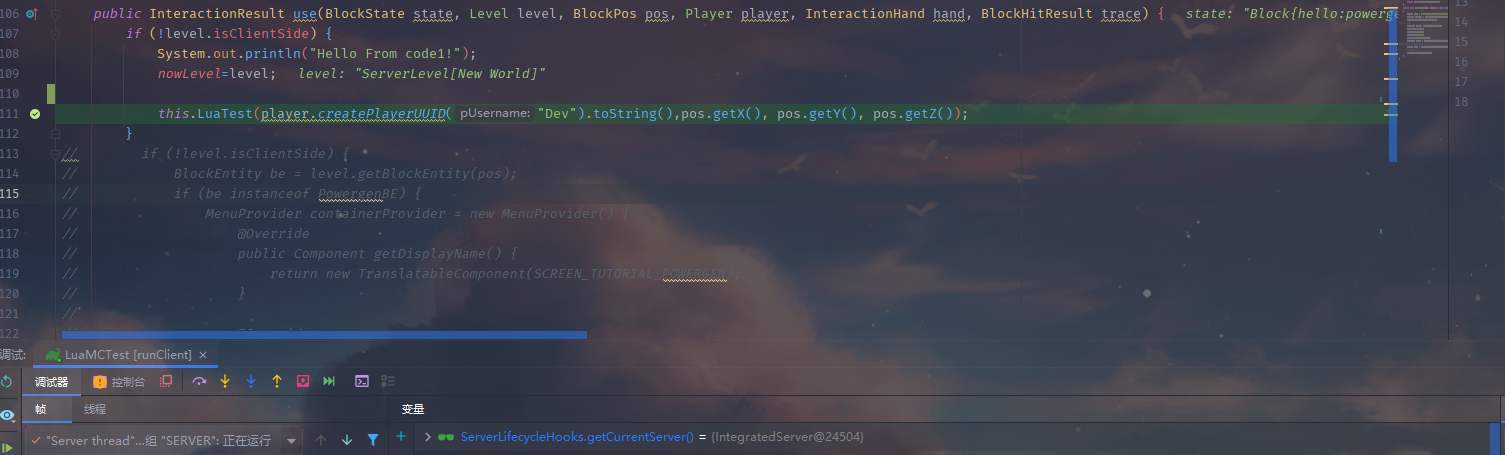 106 public InteractionResult use(BlockState state, Level level, BlockPos pos, Player player, InteractionHand hand, BlockHitResult trace) { state: "Block{hello:powerge
107 if (!level.isClientSide) {
108 System.out.println("Hello From code1!");
109 nowLevel=level; level: "ServerLevel[New World]"
110
111 this.LuaTest(player.createPlayerUUID( pUsername: "Dev").toString(),pos.getX(), pos.getY(), pos.getZ());
112 }
113 // if (!level.isClientSide) {
114 // BlockEntity be = level.getBlockEntity(pos);
115 // if (be instanceof PowergenBE) {
116 // MenuProvider containerProvider = new MenuProvider() {
117 // @Override
118 // public Component getDisplayName() {
119 // return new TranslatableComponent(SCREEN_TUTORIAL_POWERGEN);
120 // }
121 //
122
13
14
15
16
17
18
调试: LuaMCTest [runClient] ×
调试器 控制台
帧 线程 变量
"Server thread"...组 "SERVER": 正在运行
ServerLifecycleHooks.getCurrentServer() = {IntegratedServer@24504}